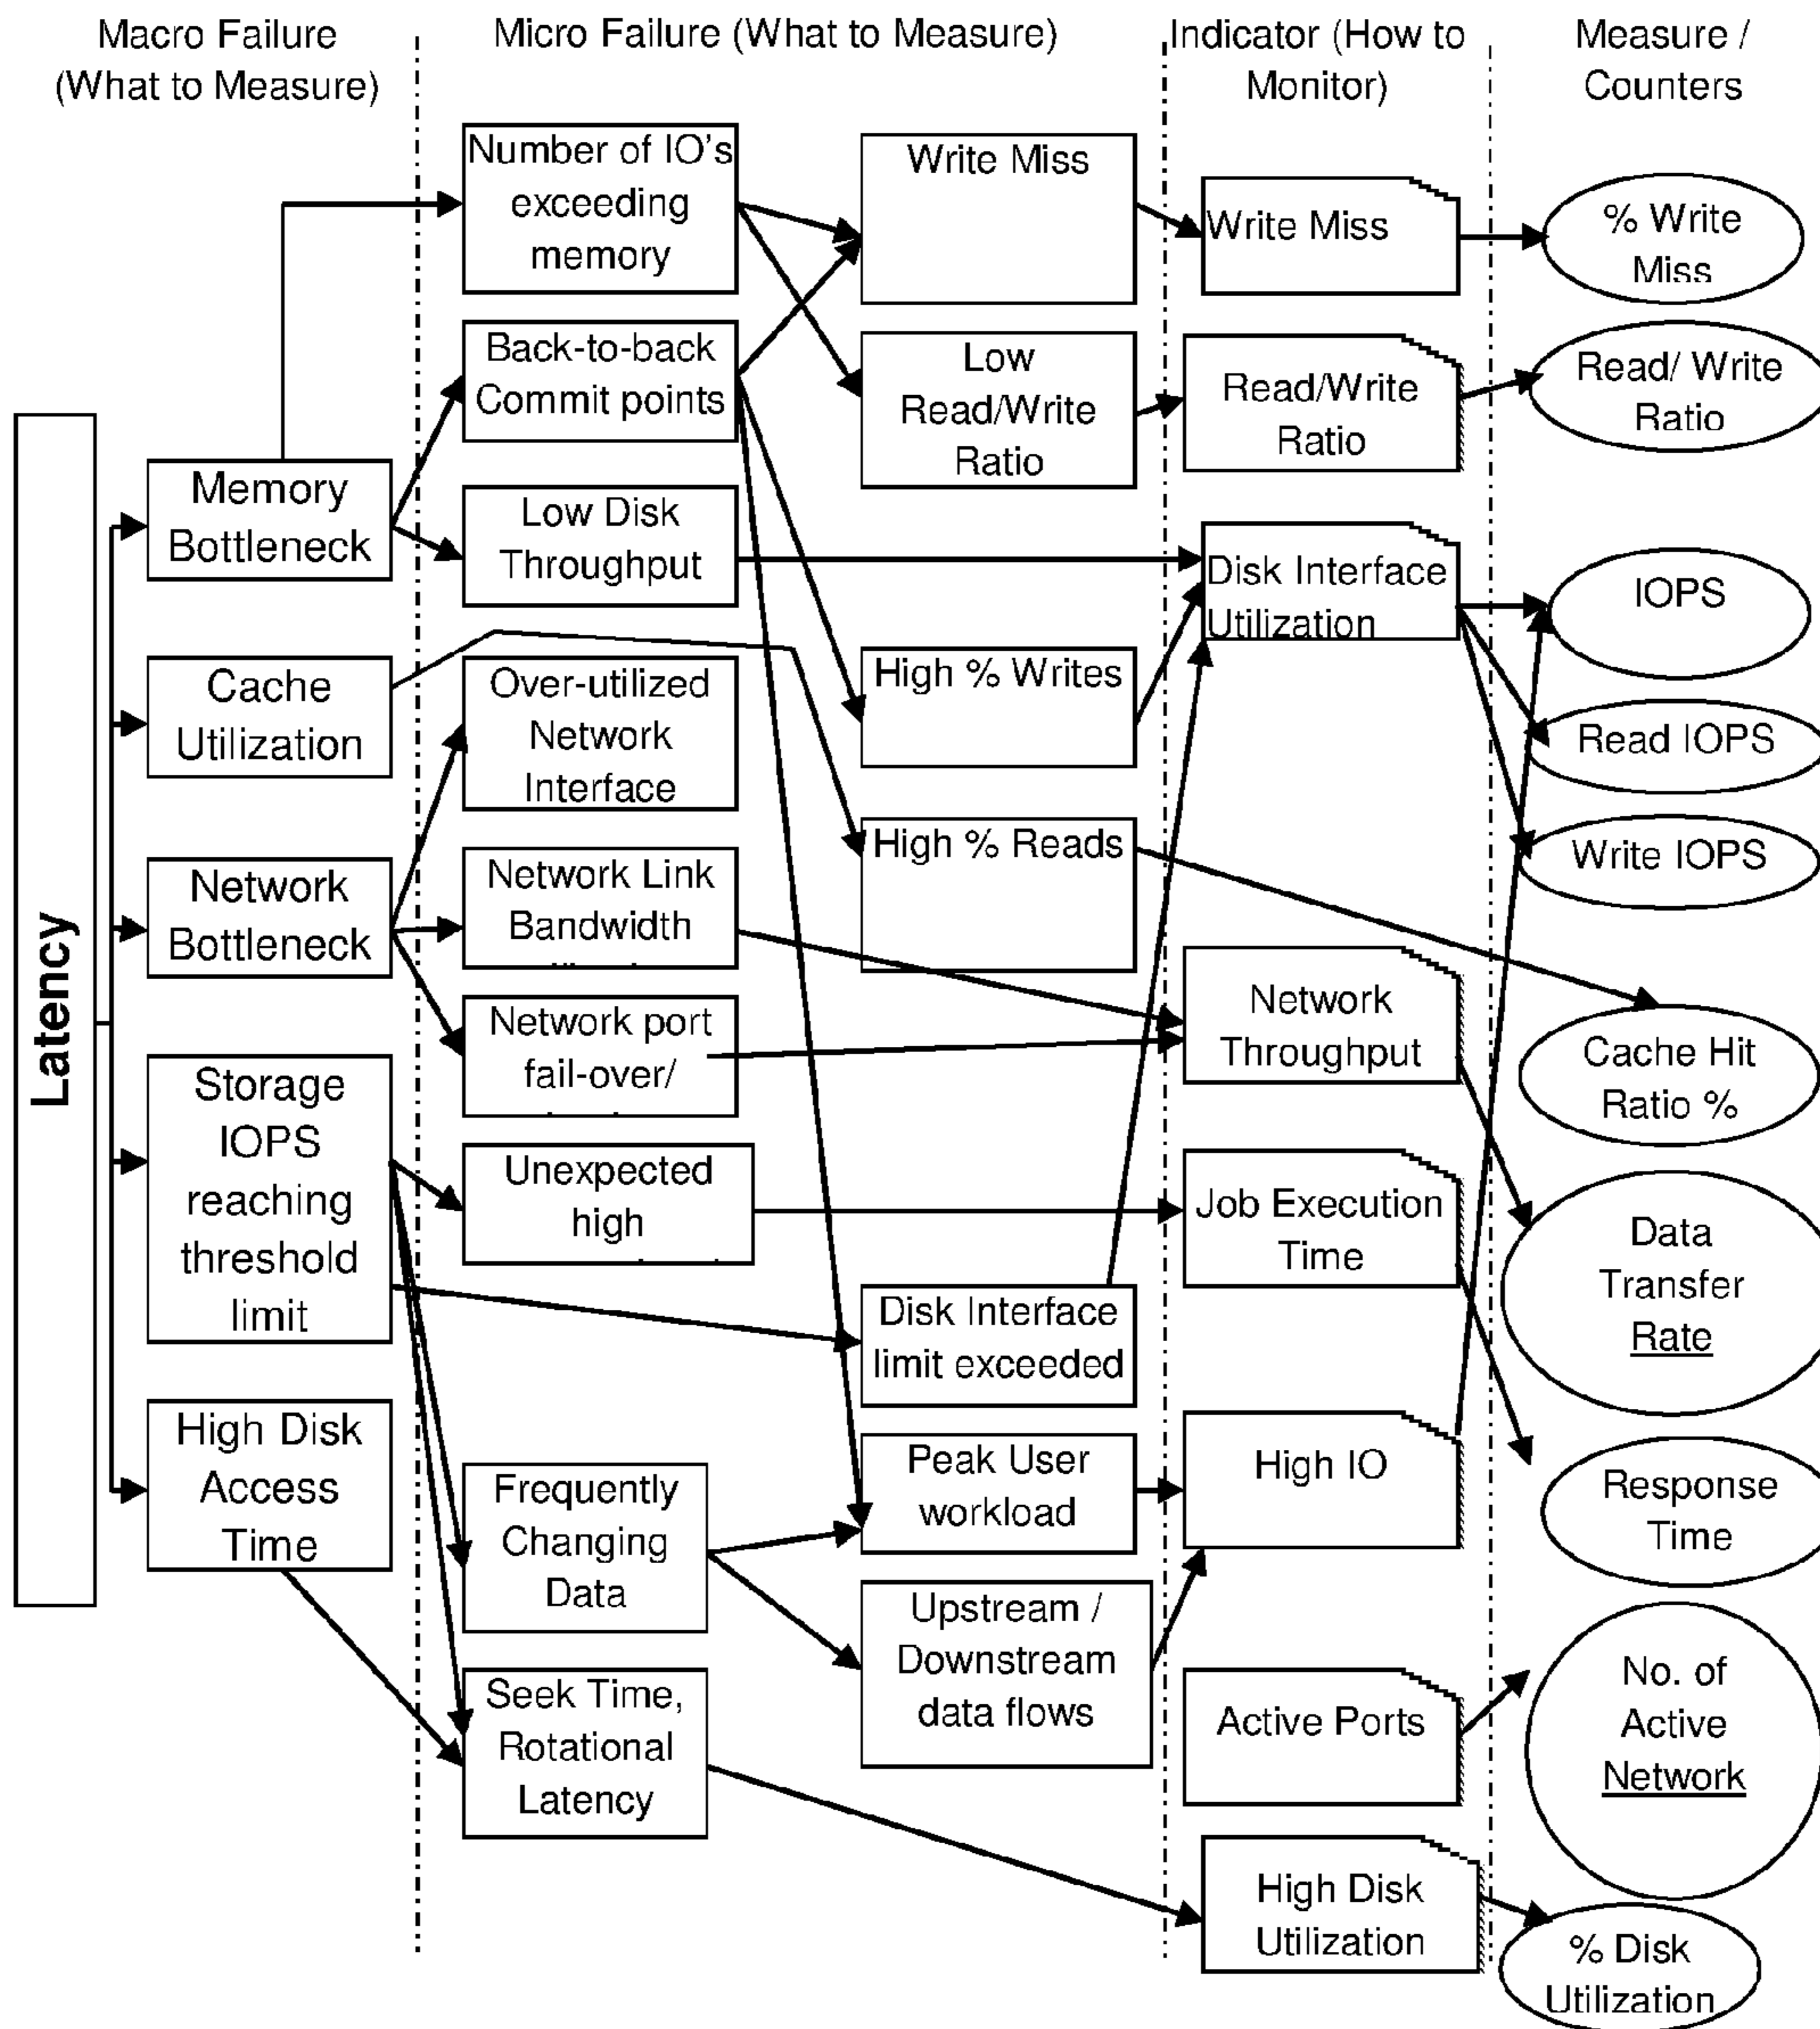 Macro Failure
(What to Measure)
Micro Failure (What to Measure)
Indicator (How to
Monitor)
Measure /
Counters
Latency
Memory
Bottleneck
Cache
Utilization
Network
Bottleneck
Storage
IOPS
reaching
threshold
limit
High Disk
Access
Time
Number of IO's
exceeding
memory
Back-to-back
Commit points
Low Disk
Throughput
Over-utilized
Network
Interface
Network Link
Bandwidth
Network port
fail-over/
Unexpected
high
Frequently
Changing
Data
Seek Time,
Rotational
Latency
Write Miss
Low
Read/Write
Ratio
High % Writes
High % Reads
Disk Interface
limit exceeded
Peak User
workload
Upstream /
Downstream
data flows
Write Miss
Read/Write
Ratio
Disk Interface
Utilization
Network
Throughput
Job Execution
Time
High IO
Active Ports
High Disk
Utilization
% Write
Miss
Read/ Write
Ratio
IOPS
Read IOPS
Write IOPS
Cache Hit
Ratio %
Data
Transfer
Rate
Response
Time
No. of
Active
Network
% Disk
Utilization